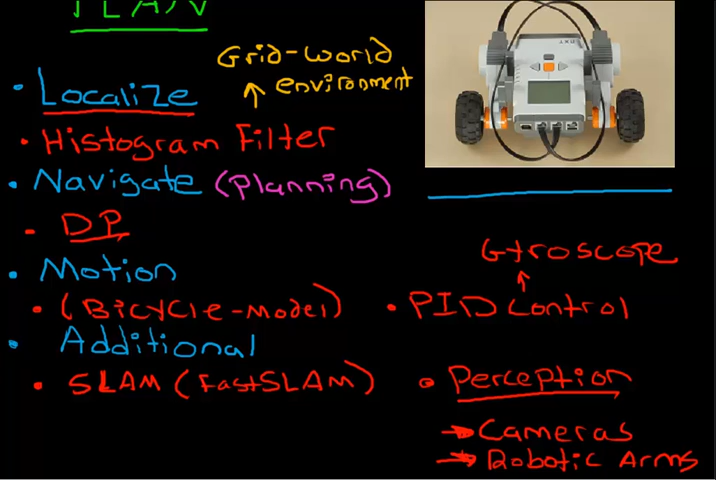 PLAN
Grid-world
environment
• Localize
• Histogram Filter
• Navigate (Planning)
- DP
Gyroscope
• Motion
• (Bicycle-Model) • PID Control
• Additional
• SLAM (FastSLAM) • Perception
→ Cameras
→ Robotic Arms